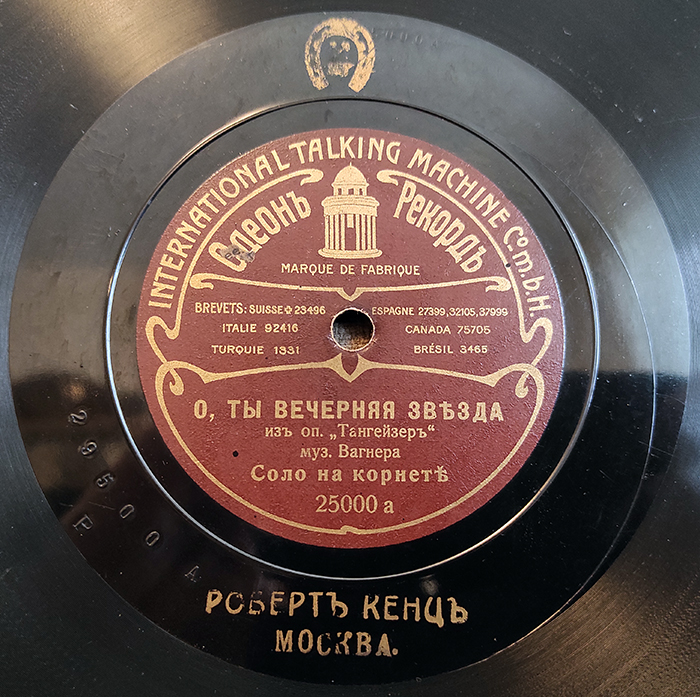 INTERNATIONAL TALKING MACHINE Co.m.b.H.
Одеонъ Рекордъ
MARQUE DE FABRIQUE
BREVETS: SUISSE ✠ 23496 ESPAGNE 27399, 32105, 37999
ITALIE 92416 CANADA 75705
TURQUIE 1331 BRÉSIL 3465
О, ТЫ ВЕЧЕРНЯЯ ЗВѢЗДА
изъ оп. „Тангейзеръ"
муз. Вагнера
Соло на корнетѣ
25000 a
29500 A
P
РОБЕРТЪ КЕНЦЪ
МОСКВА.